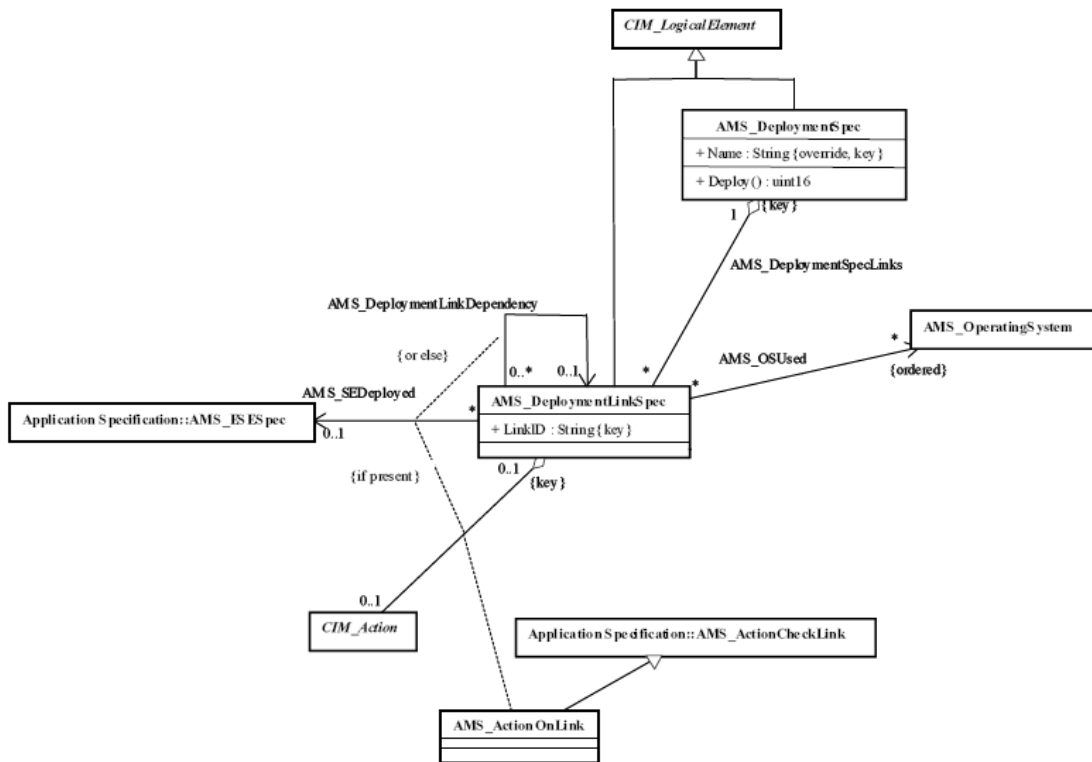 CIM_LogicalElement
AMS_DeploymentSpec
+ Name : String {override, key}
+ Deploy() : uint16
1
{key}
AMS_DeploymentSpecLinks
AMS_DeploymentLinkDependency
AMS_OperatingSystem
{or else}
*
AMS_OSUsed
{ordered}
0..*
0..1
*
*
AMS_SEDeployed
AMS_DeploymentLinkSpec
*
Application Specification::AMS_ESESpec
+ LinkID : String{key}
0..1
{if present}
0..1
{key}
0..1
CIM_Action
Application Specification::AMS_ActionCheckLink
AMS_ActionOnLink